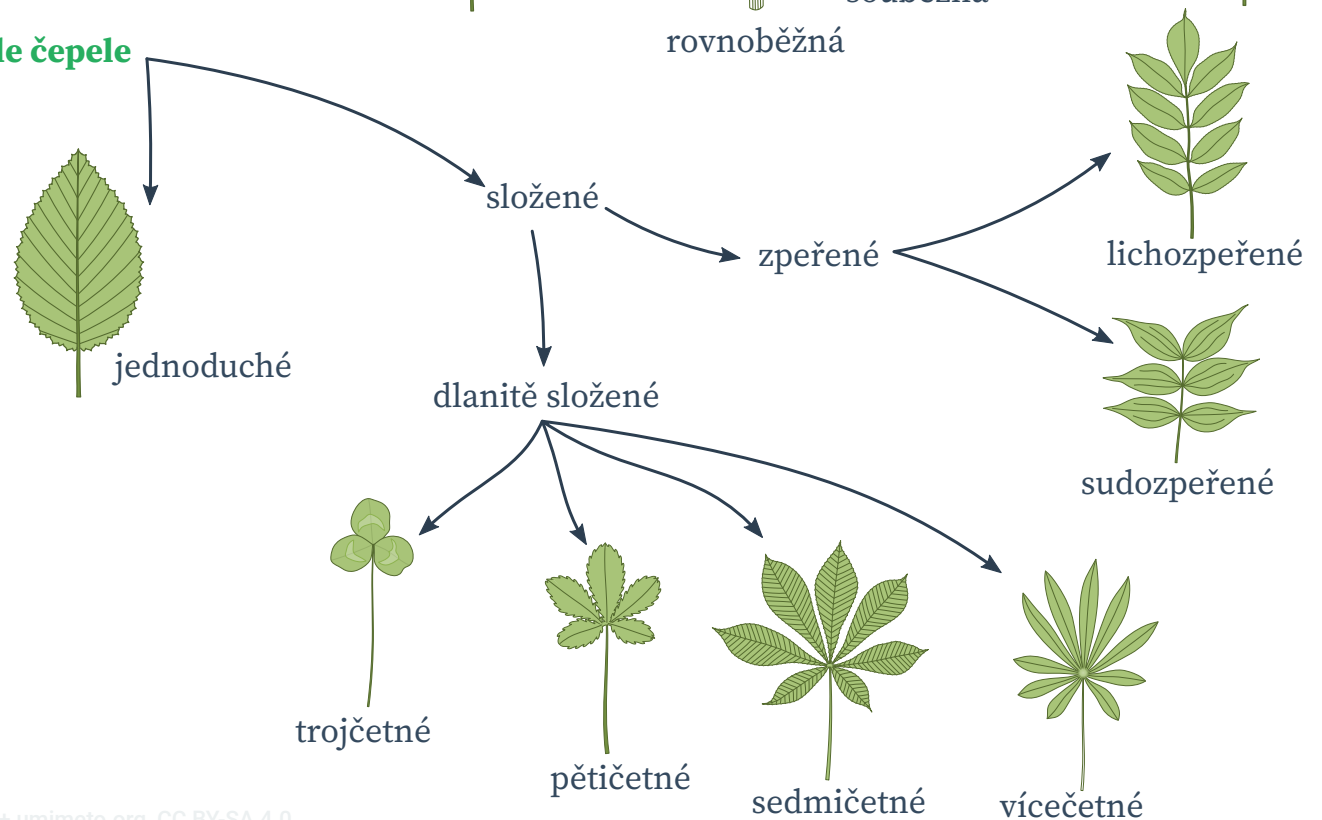 rovnoběžná
le čepele
složené
zpeřené
lichozpeřené
jednoduché
dlanitě složené
sudozpeřené
trojčetné
pětičetné
sedmičetné
vícečetné